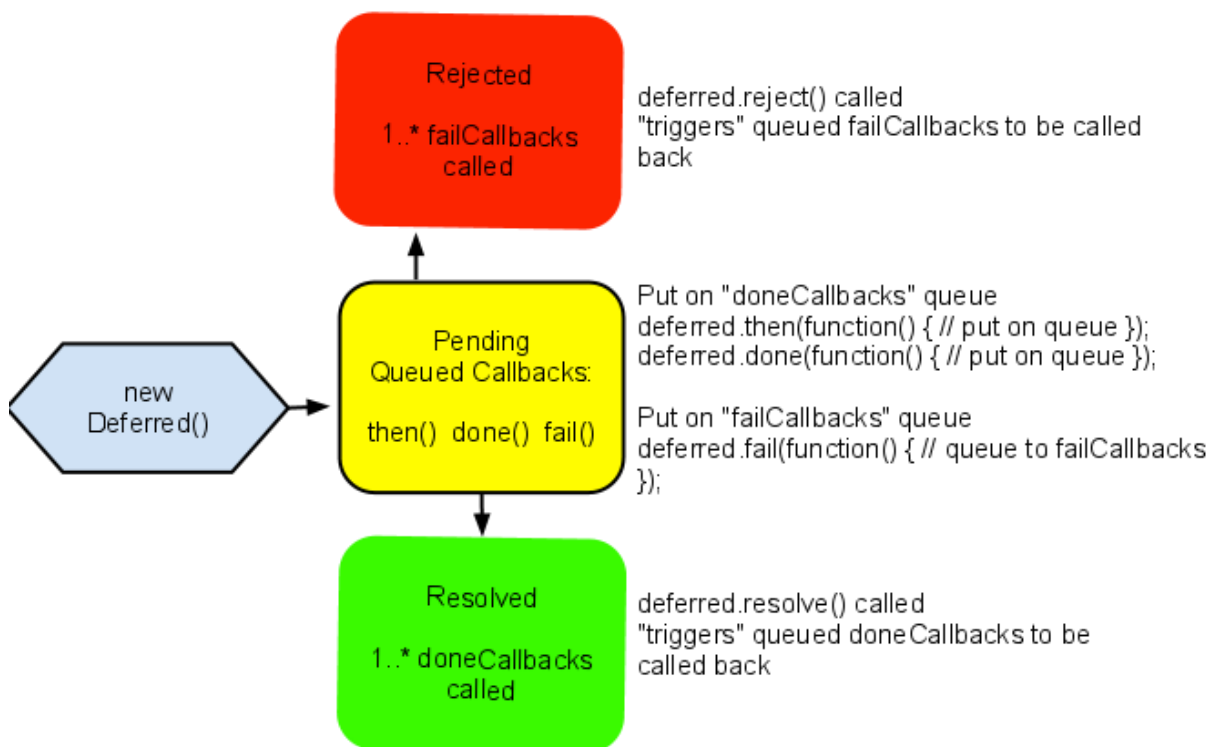 Rejected
1..* failCallbacks
called
deferred.reject() called
"triggers" queued failCallbacks to be called
back
new
Deferred()
Pending
Queued Callbacks:
then() done() fail()
Put on "doneCallbacks" queue
deferred.then(function() { // put on queue });
deferred.done(function() { // put on queue });
Put on "failCallbacks" queue
deferred.fail(function() { // queue to failCallbacks
});
Resolved
1..* doneCallbacks
called
deferred.resolve() called
"triggers" queued doneCallbacks to be
called back